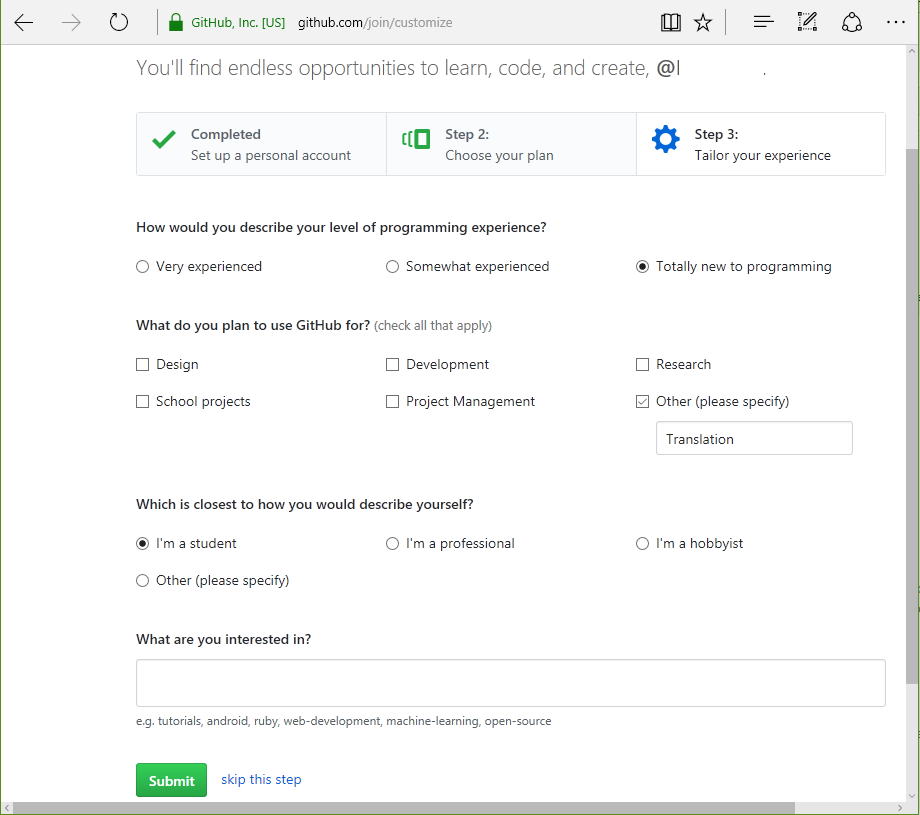 GitHub, Inc. [US] github.com/join/customize
You'll find endless opportunities to learn, code, and create, @l .
Completed
Set up a personal account
Step 2:
Choose your plan
Step 3:
Tailor your experience
How would you describe your level of programming experience?
Very experienced Somewhat experienced Totally new to programming
What do you plan to use GitHub for? (check all that apply)
Design Development Research
School projects Project Management Other (please specify)
Translation
Which is closest to how you would describe yourself?
I'm a student I'm a professional I'm a hobbyist
Other (please specify)
What are you interested in?
e.g. tutorials, android, ruby, web-development, machine-learning, open-source
Submit skip this step